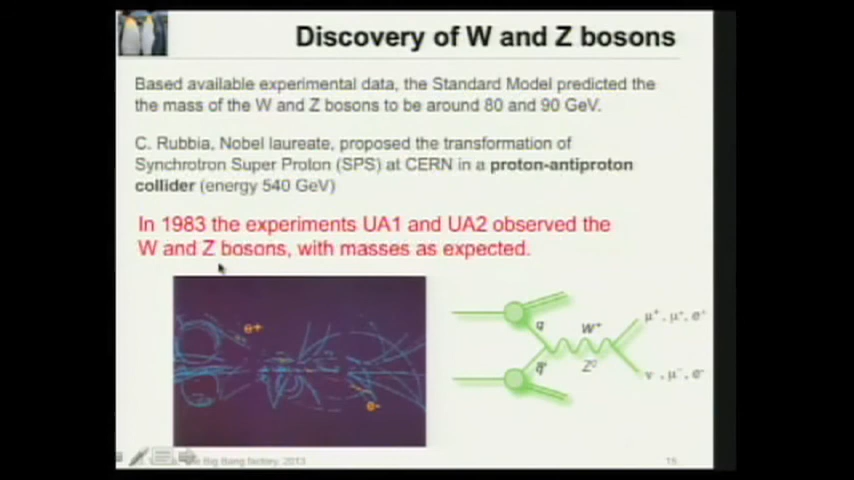 Discovery of W and Z bosons
Based available experimental data, the Standard Model predicted the
the mass of the W and Z bosons to be around 80 and 90 GeV.
C. Rubbia, Nobel laureate, proposed the transformation of
Synchrotron Super Proton (SPS) at CERN in a proton-antiproton
collider (energy 540 GeV)
In 1983 the experiments UA1 and UA2 observed the
W and Z bosons, with masses as expected.
e+
e-
q
q̄
W⁺
Z⁰
μ⁺, μ⁺, e⁺
, μ⁻, e⁻
Big Bang factory, 2013